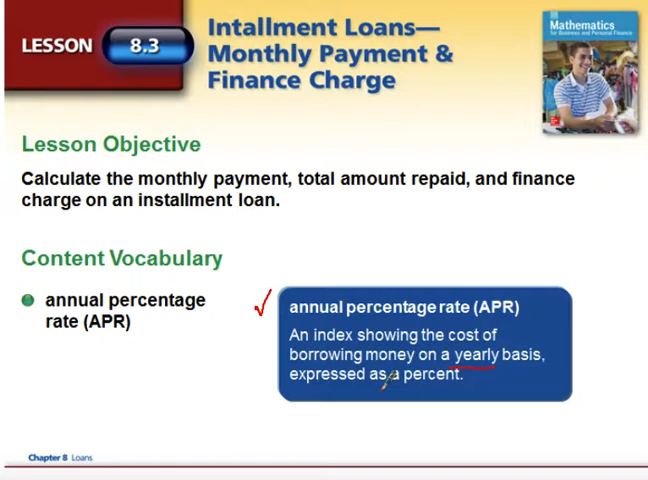 LESSON 8.3
Intallment Loans—
Monthly Payment &
Finance Charge
Mathematics
for Business and Personal Finance
Lesson Objective
Calculate the monthly payment, total amount repaid, and finance
charge on an installment loan.
Content Vocabulary
annual percentage
rate (APR)
annual percentage rate (APR)
An index showing the cost of
borrowing money on a yearly basis,
expressed as a percent.
Chapter 8 Loans